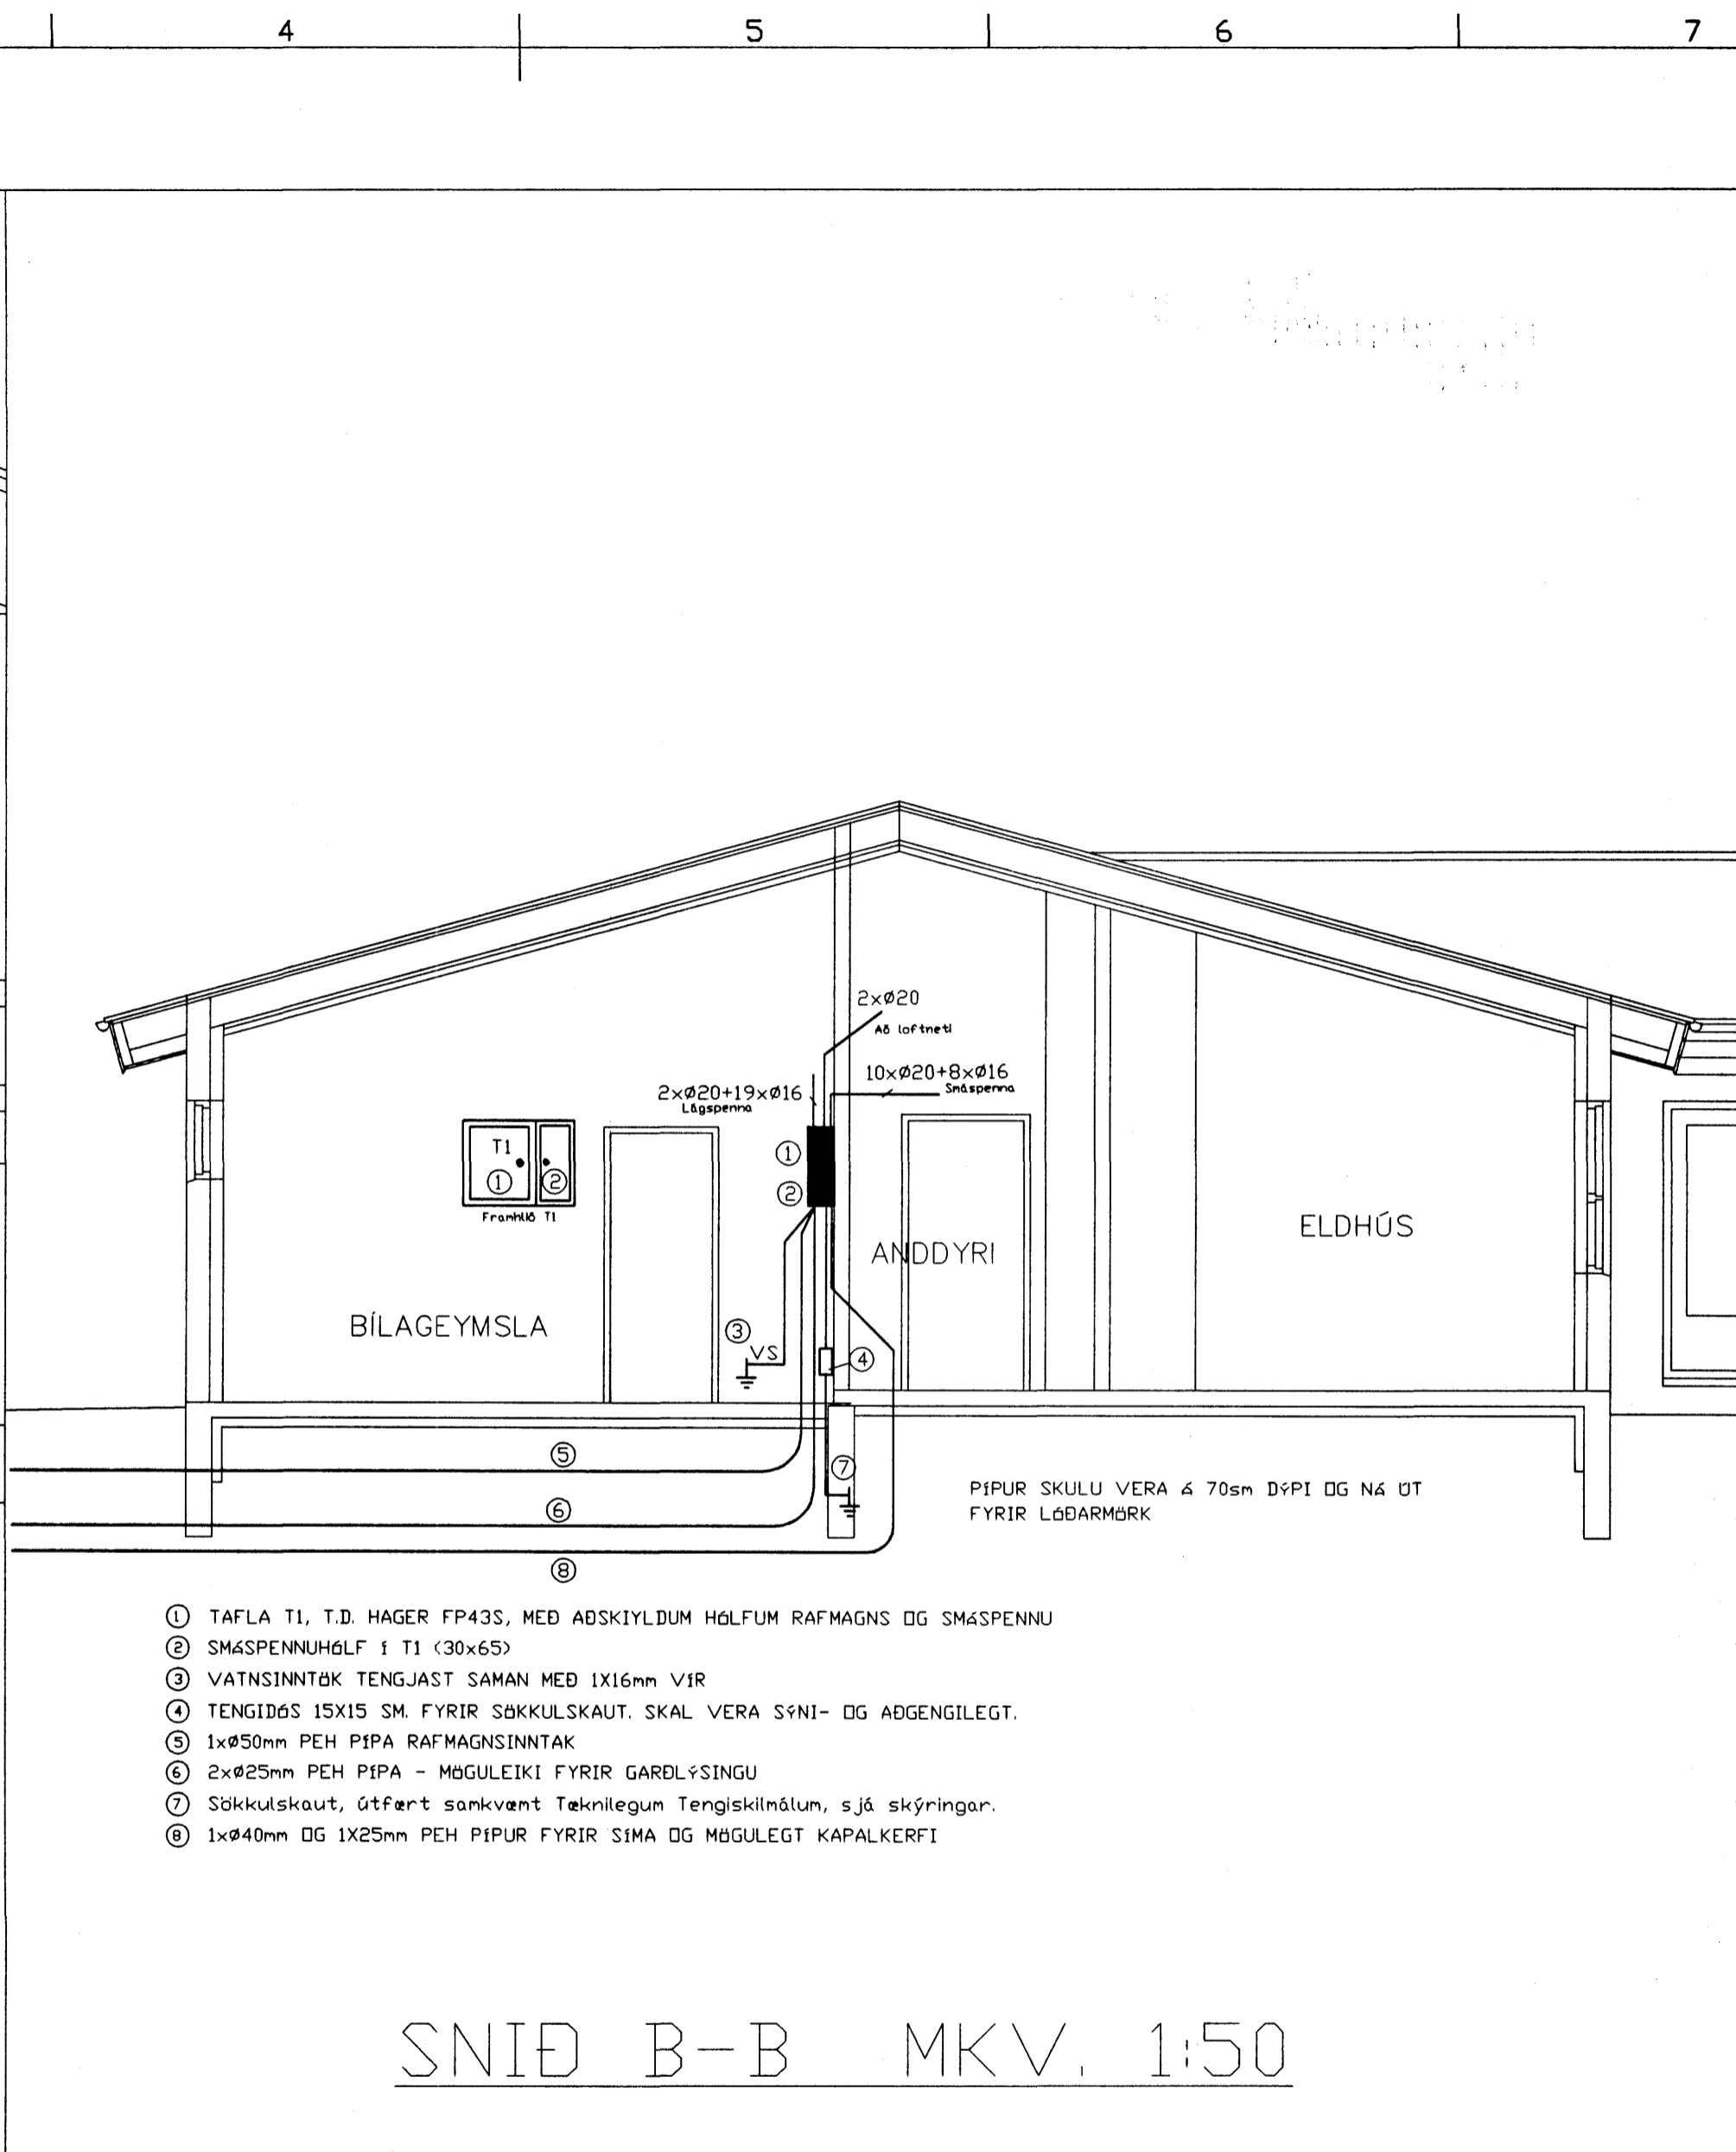 4 5 6 7
2xø20
Að loftneti
10xø20+8xø16
Smáspenna
2xø20+19xø16
Lágspenna
T1
1 2
Framhlið T1
1
2
ELDHÚS
ANDDYRI
BÍLAGEYMSLA
3
VS
4
5
7
6
8
PÍPUR SKULU VERA Á 70sm DÝPI OG NÁ ÚT
FYRIR LÓÐARMÖRK
1 TAFLA T1, T.D. HAGER FP43S, MEÐ AÐSKIYLDUM HÓLFUM RAFMAGNS OG SMÁSPENNU
2 SMÁSPENNUHÓLF Í T1 (30x65)
3 VATNSINNTÖK TENGJAST SAMAN MEÐ 1X16mm VÍR
4 TENGIDÓS 15X15 SM. FYRIR SÖKKULSKAUT. SKAL VERA SÝNI- OG AÐGENGILEGT.
5 1xø50mm PEH PÍPA RAFMAGNSINNTAK
6 2xø25mm PEH PÍPA - MÖGULEIKI FYRIR GARÐLÝSINGU
7 Sökkulskaut, útfært samkvæmt Tæknilegum Tengiskilmálum, sjá skýringar.
8 1xø40mm OG 1X25mm PEH PÍPUR FYRIR SÍMA OG MÖGULEGT KAPALKERFI
SNIÐ B-B MKV. 1:50